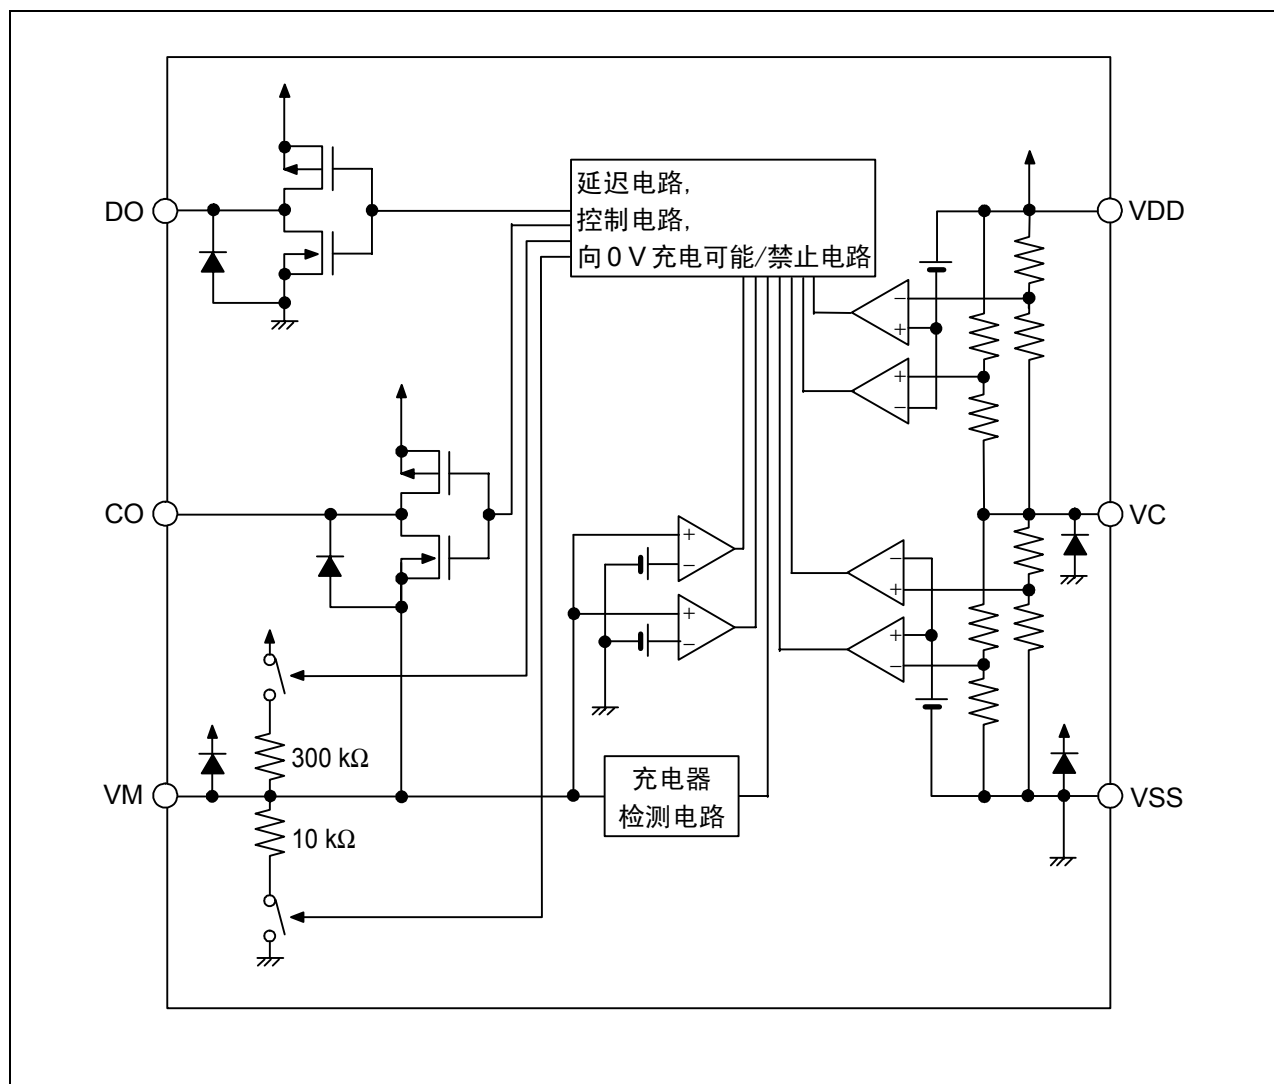 延迟电路,
控制电路,
向0 V 充电可能/禁止电路
DO
VDD
− 
+
+
−
CO
VC
+
−
−
+
+
−
+
−
300 kΩ
VM
充电器
检测电路
VSS
10 kΩ